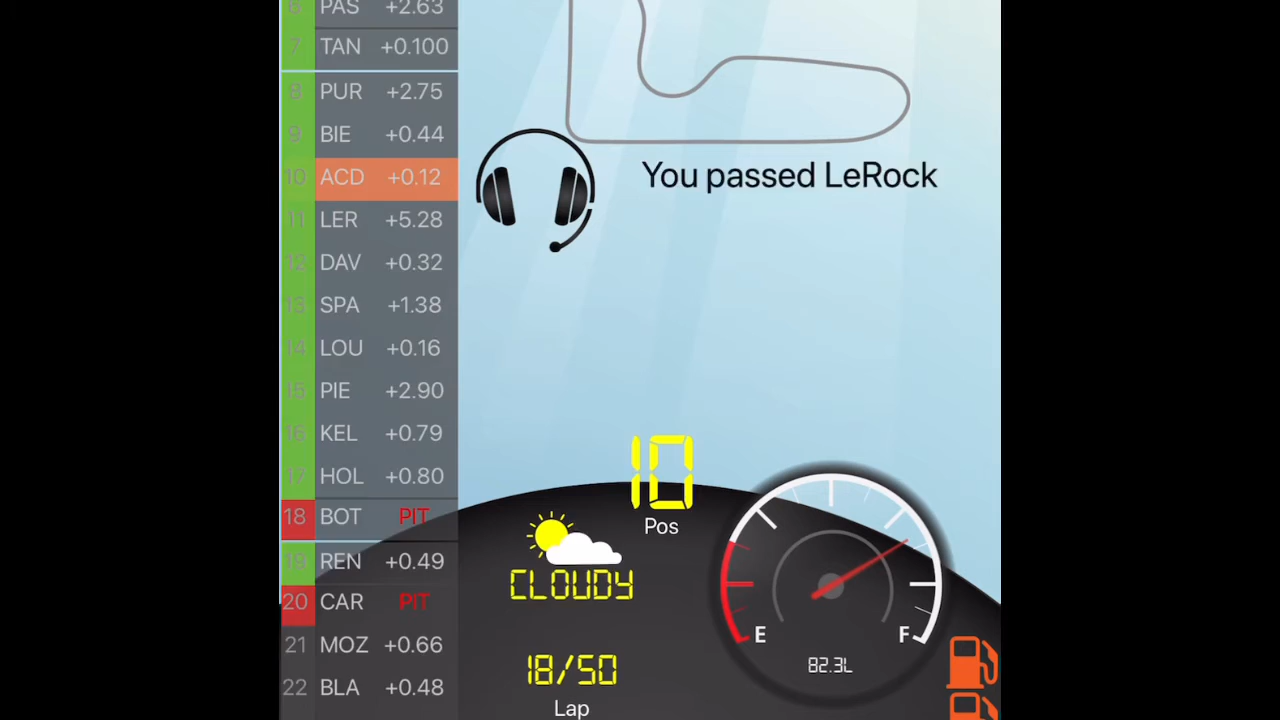 6 PAS +2.63
7 TAN +0.100
8 PUR +2.75
9 BIE +0.44
10 ACD +0.12
11 LER +5.28
12 DAV +0.32
13 SPA +1.38
14 LOU +0.16
15 PIE +2.90
16 KEL +0.79
17 HOL +0.80
18 BOT PIT
19 REN +0.49
20 CAR PIT
21 MOZ +0.66
22 BLA +0.48
You passed LeRock
10
Pos
CLOUDY
18/50
Lap
E F
82.3L